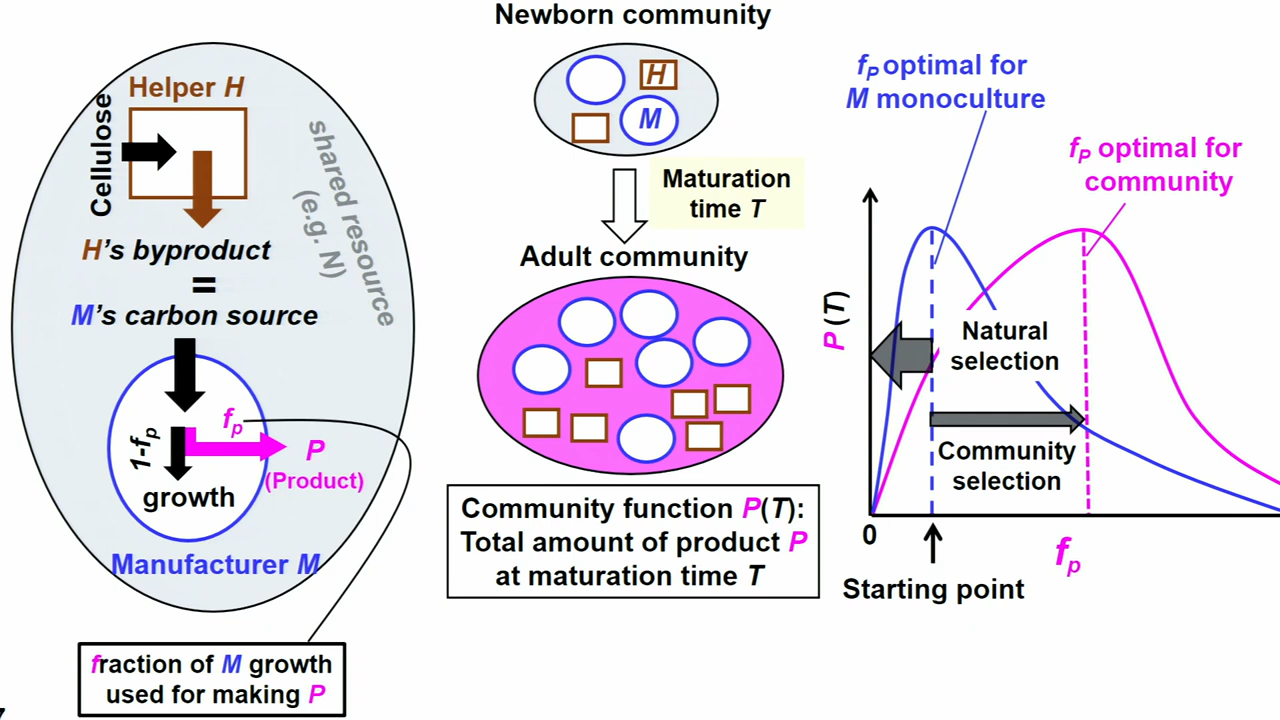 Helper H
Cellulose
shared resource
(e.g. N)
H's byproduct
=
M's carbon source
fp
1-fp
P
(Product)
growth
Manufacturer M
fraction of M growth
used for making P
Newborn community
H
M
Maturation
time T
Adult community
Community function P(T):
Total amount of product P
at maturation time T
fP optimal for
M monoculture
fP optimal for
community
P (T)
Natural
selection
Community
selection
0
fp
Starting point